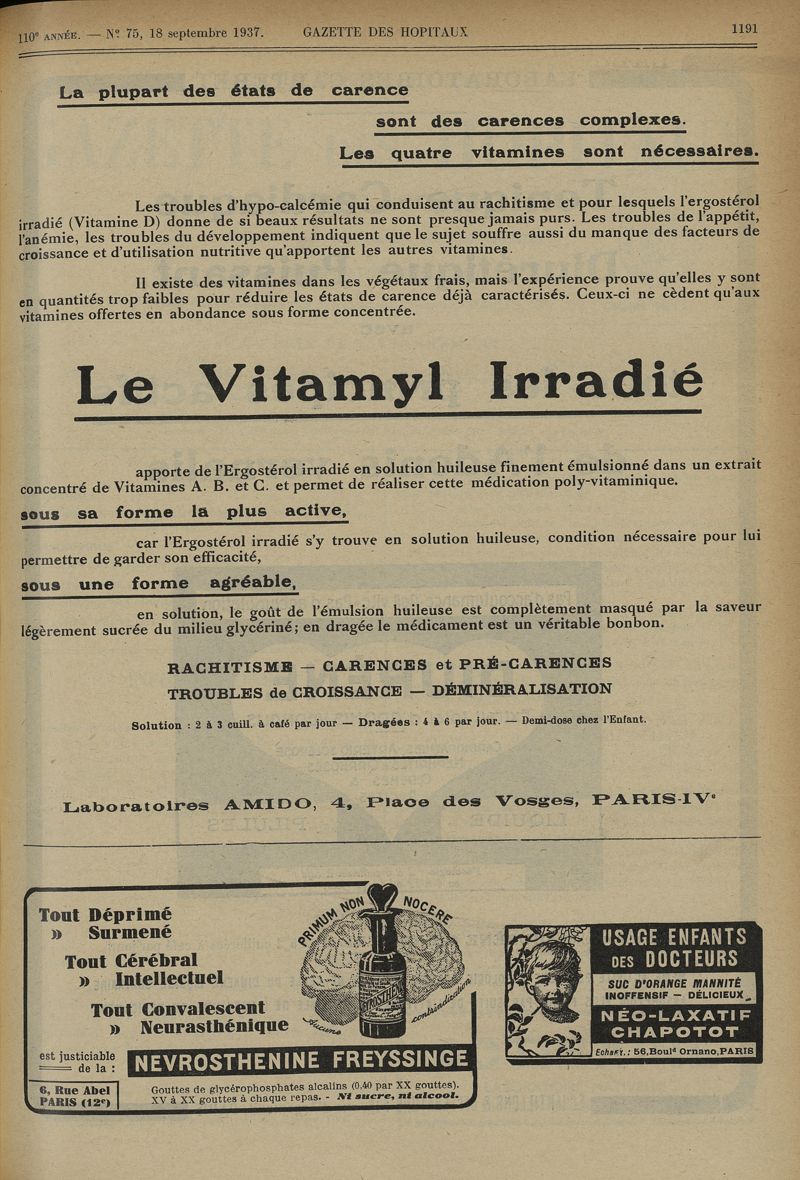 110e ANNÉE. — No 75, 18 septembre 1937. GAZETTE DES HOPITAUX 1191
La plupart des états de carence
sont des carences complexes.
Les quatre vitamines sont nécessaires.
Les troubles d'hypo-calcémie qui conduisent au rachitisme et pour lesquels l'ergostérol
irradié (Vitamine D) donne de si beaux résultats ne sont presque jamais purs. Les troubles de l'appétit,
l'anémie, les troubles du développement indiquent que le sujet souffre aussi du manque des facteurs de
croissance et d'utilisation nutritive qu'apportent les autres vitamines.
Il existe des vitamines dans les végétaux frais, mais l'expérience prouve qu'elles y sont
en quantités trop faibles pour réduire les états de carence déjà caractérisés. Ceux-ci ne cèdent qu'aux
vitamines offertes en abondance sous forme concentrée.
Le Vitamyl Irradié
apporte de l'Ergostérol irradié en solution huileuse finement émulsionné dans un extrait
concentré de Vitamines A. B. et C. et permet de réaliser cette médication poly-vitaminique.
sous sa forme la plus active,
car l'Ergostérol irradié s'y trouve en solution huileuse, condition nécessaire pour lui
permettre de garder son efficacité,
sous une forme agréable,
en solution, le goût de l'émulsion huileuse est complètement masqué par la saveur
légèrement sucrée du milieu glycériné; en dragée le médicament est un véritable bonbon.
RACHITISME — CARENCES et PRÉ-CARENCES
TROUBLES de CROISSANCE — DÉMINÉRALISATION
Solution : 2 à 3 cuill. à café par jour — Dragées : 4 à 6 par jour. — Demi-dose chez l'Enfant.
Laboratoires AMIDO, 4, Place des Vosges, PARIS-IVe
Tout Déprimé
» Surmené
Tout Cérébral
» Intellectuel
Tout Convalescent
» Neurasthénique
PRIMUM NON NOCERE
Aucune contrindication
est justiciable
de la :
NEVROSTHENINE FREYSSINGE
6, Rue Abel
PARIS (12e)
Gouttes de glycérophosphates alcalins (0.40 par XX gouttes).
XV à XX gouttes à chaque repas. - Ni sucre, ni alcool.
USAGE ENFANTS
DES DOCTEURS
SUC D'ORANGE MANNITÉ
INOFFENSIF — DÉLICIEUX
NÉO-LAXATIF
CHAPOTOT
Echant.: 56, Bould Ornano, PARIS